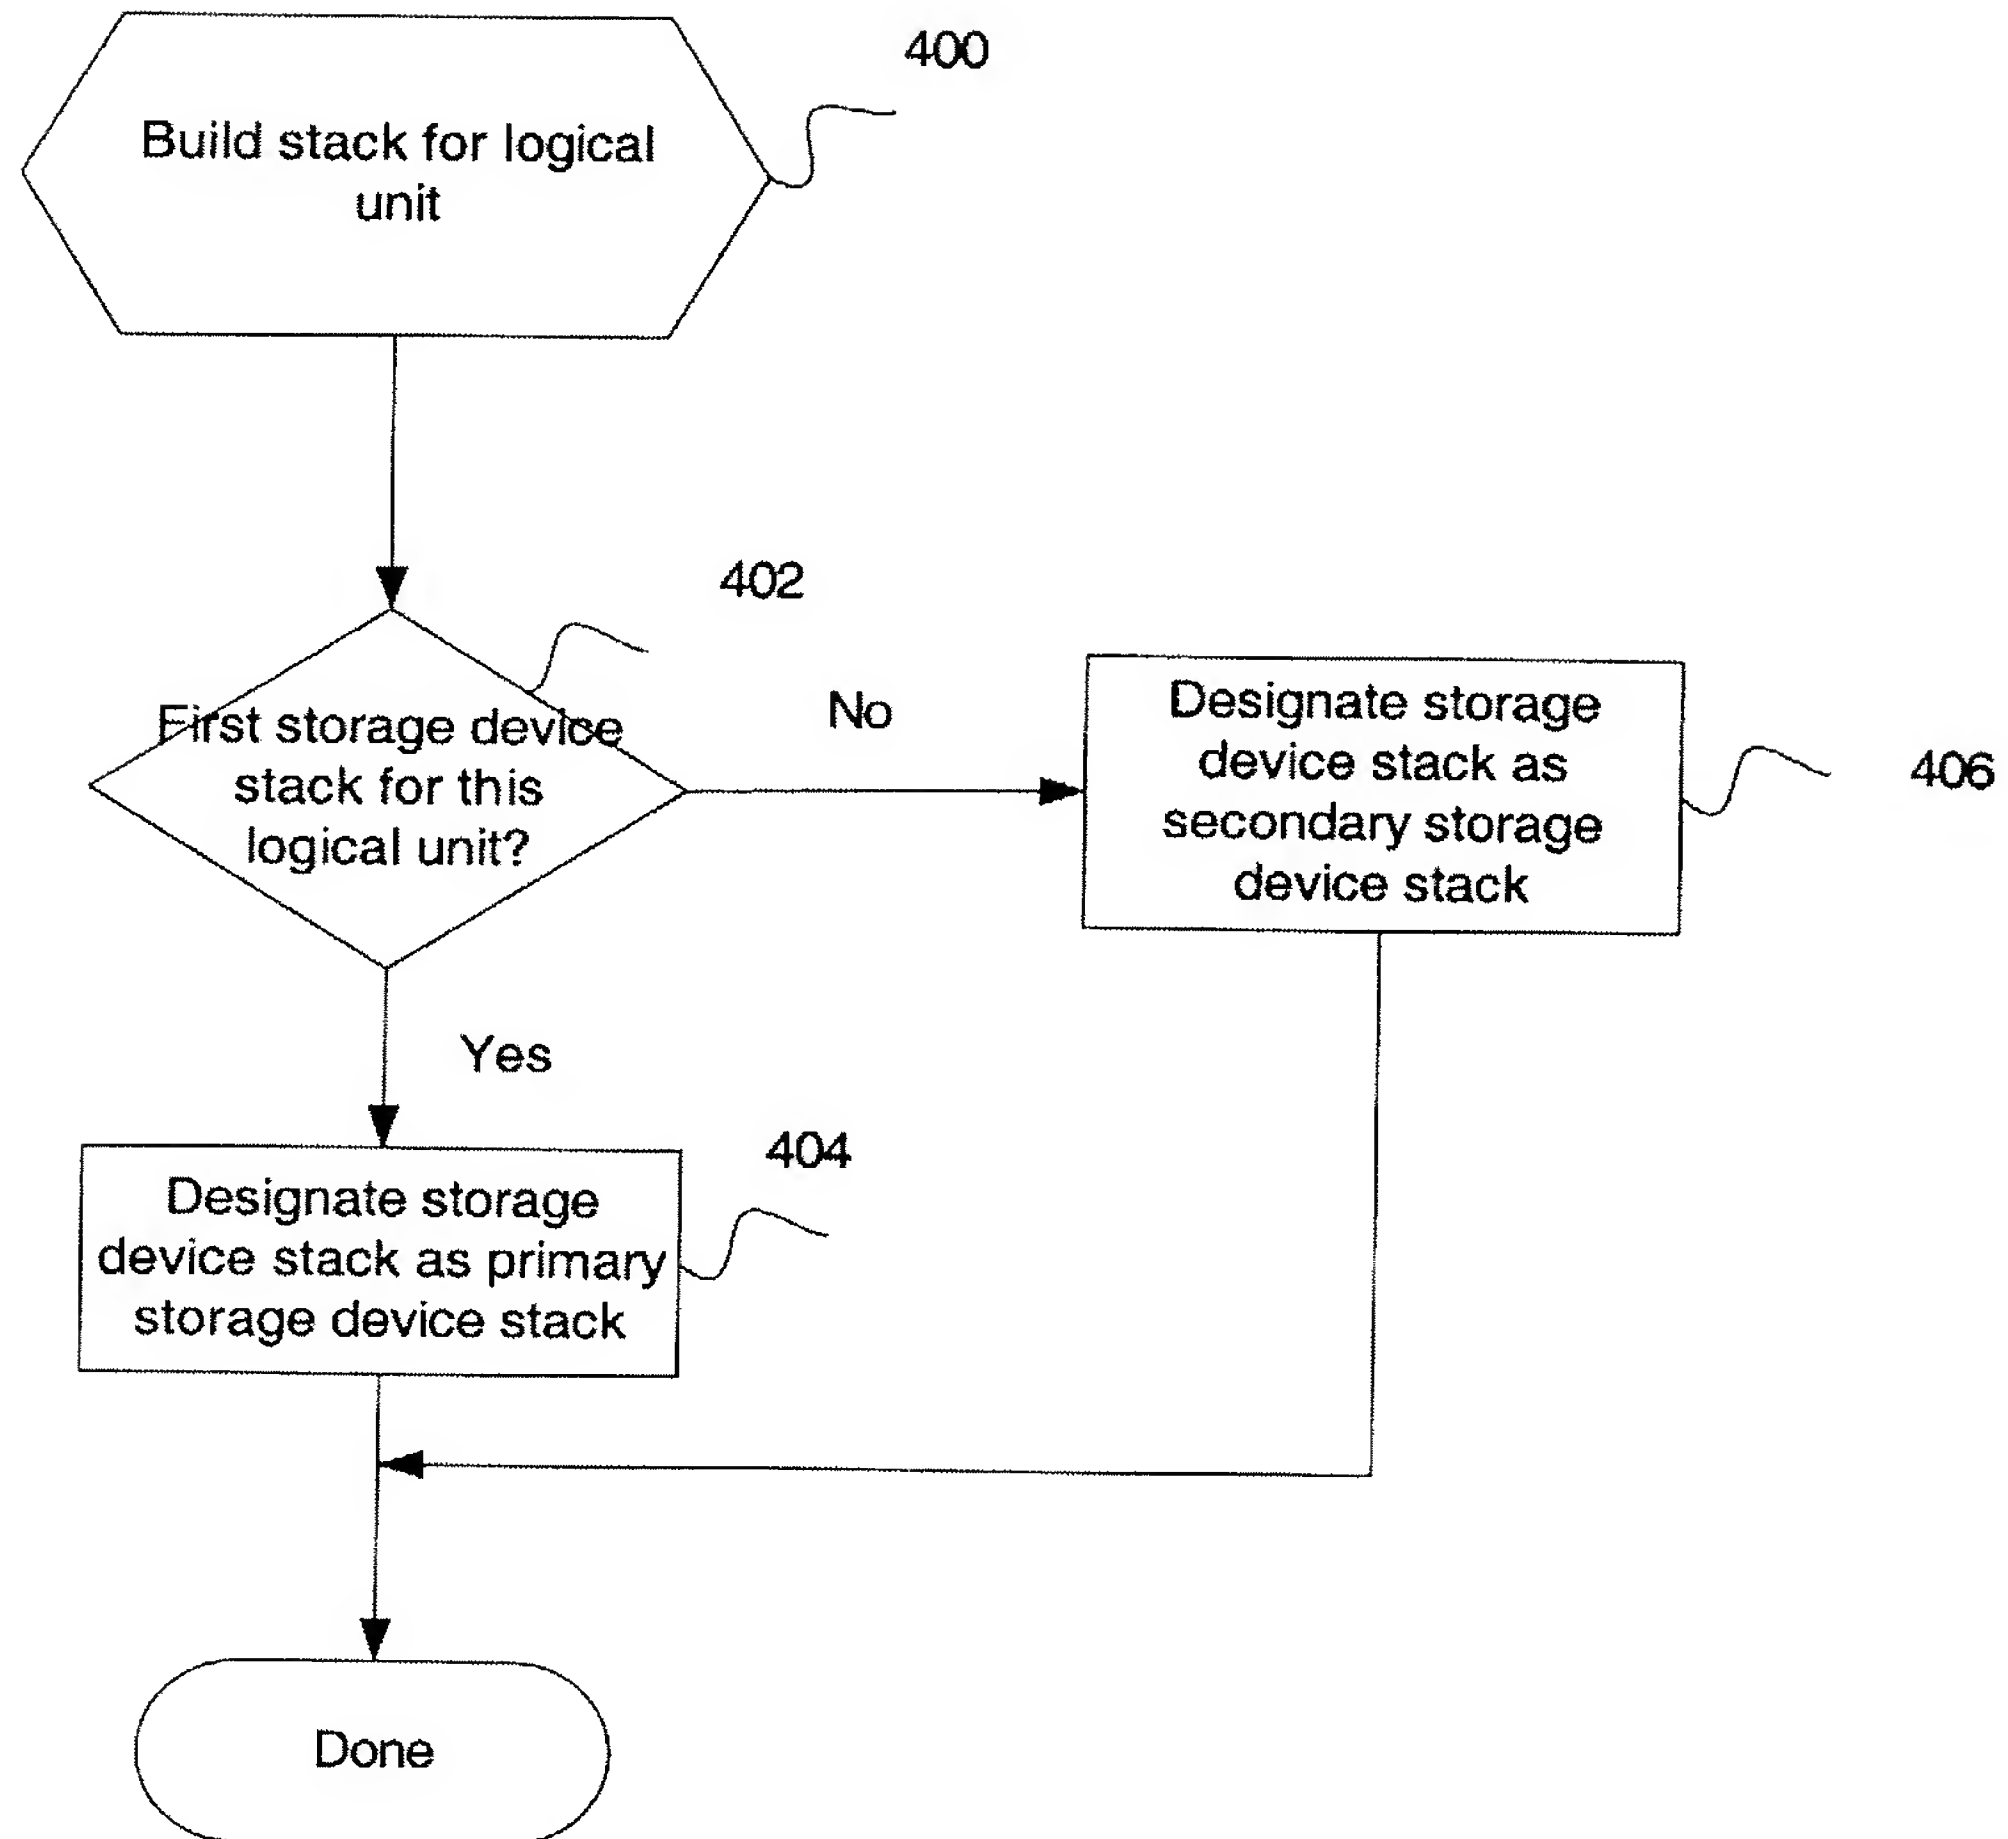 400
Build stack for logical
unit
402
First storage device
stack for this
logical unit?
No
Designate storage
device stack as
secondary storage
device stack
406
Yes
404
Designate storage
device stack as primary
storage device stack
Done